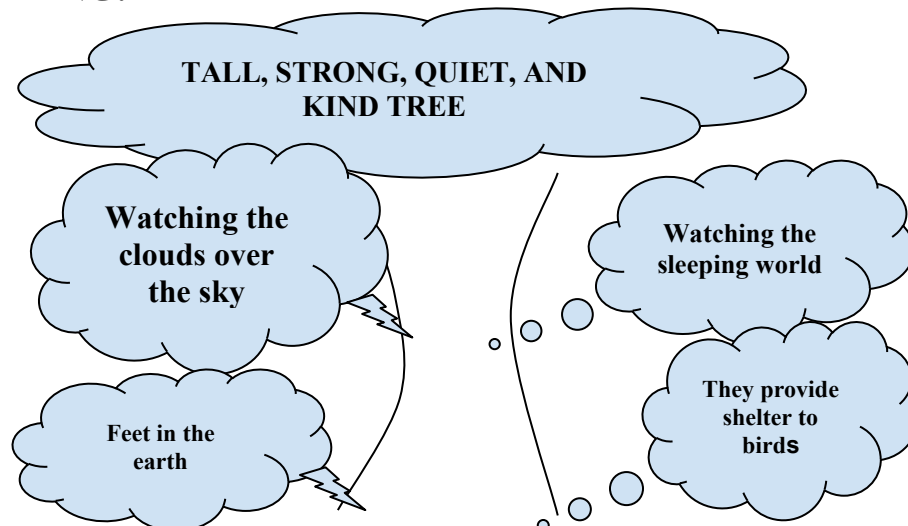 TALL, STRONG, QUIET, AND
KIND TREE
Watching the
clouds over
the sky
Watching the
sleeping world
Feet in the
earth
They provide
shelter to
birds